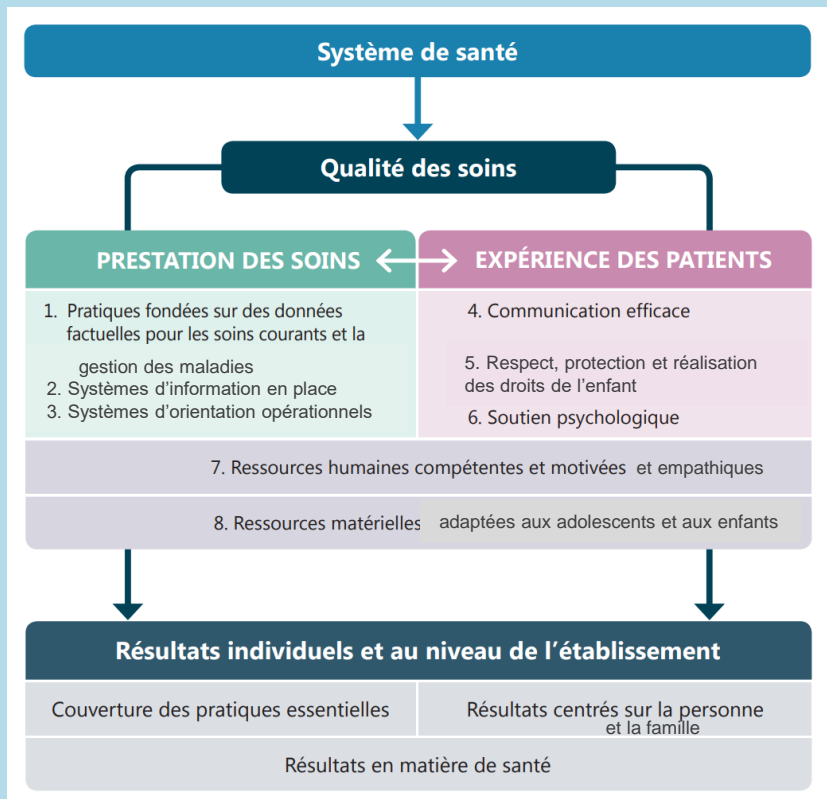 Système de santé
Qualité des soins
PRESTATION DES SOINS
1. Pratiques fondées sur des données
factuelles pour les soins courants et la
gestion des maladies
2. Systèmes d’information en place
3. Systèmes d’orientation opérationnels
EXPÉRIENCE DES PATIENTS
4. Communication efficace
5. Respect, protection et réalisation
des droits de l’enfant
6. Soutien psychologique
7. Ressources humaines compétentes et motivées et empathiques
8. Ressources matérielles adaptées aux adolescents et aux enfants
Résultats individuels et au niveau de l’établissement
Couverture des pratiques essentielles
Résultats centrés sur la personne
et la famille
Résultats en matière de santé